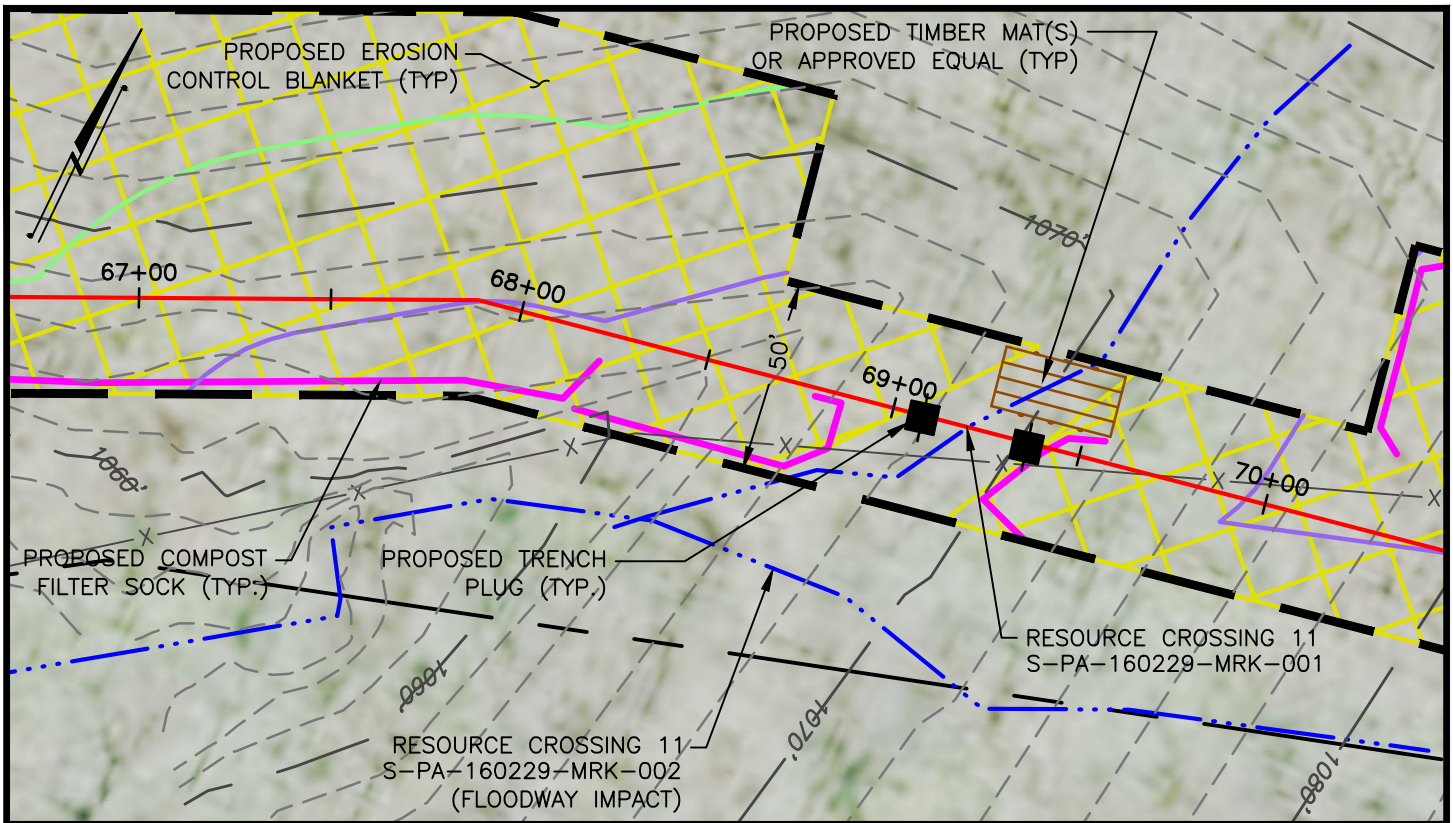 PROPOSED EROSION
CONTROL BLANKET (TYP)
PROPOSED TIMBER MAT(S)
OR APPROVED EQUAL (TYP)
N
67+00
68+00
1070'
50'
69+00
70+00
1060'
X
X
X
X
X
X
X
PROPOSED COMPOST
FILTER SOCK (TYP.)
PROPOSED TRENCH
PLUG (TYP.)
RESOURCE CROSSING 11
S-PA-160229-MRK-001
1060'
1070'
1080'
RESOURCE CROSSING 11
S-PA-160229-MRK-002
(FLOODWAY IMPACT)